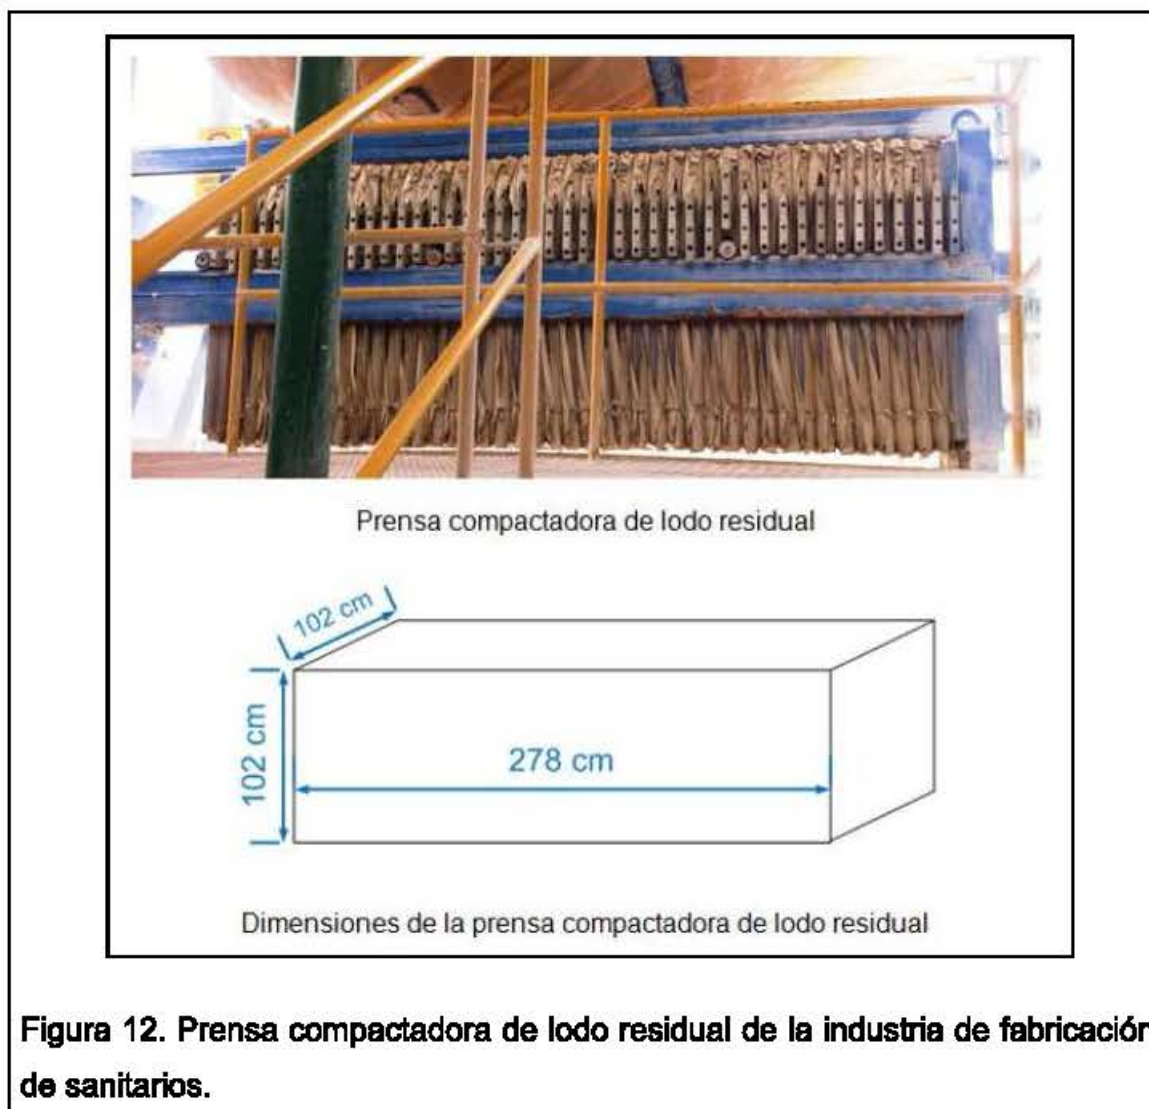 Prensa compactadora de lodo residual
102 cm
102 cm
278 cm
Dimensiones de la prensa compactadora de lodo residual
Figura 12. Prensa compactadora de lodo residual de la industria de fabricación
de sanitarios.